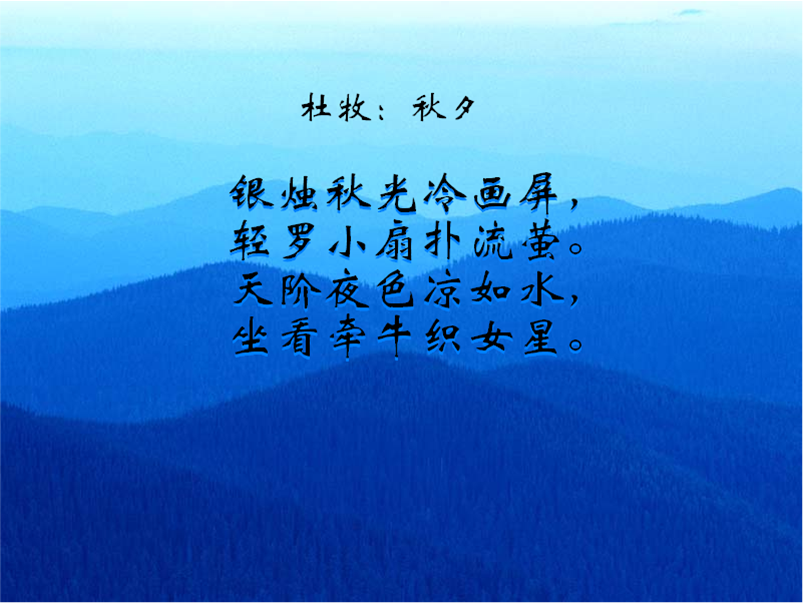 杜牧：秋夕
银烛秋光冷画屏，
轻罗小扇扑流萤。
天阶夜色凉如水，
坐看牵牛织女星。